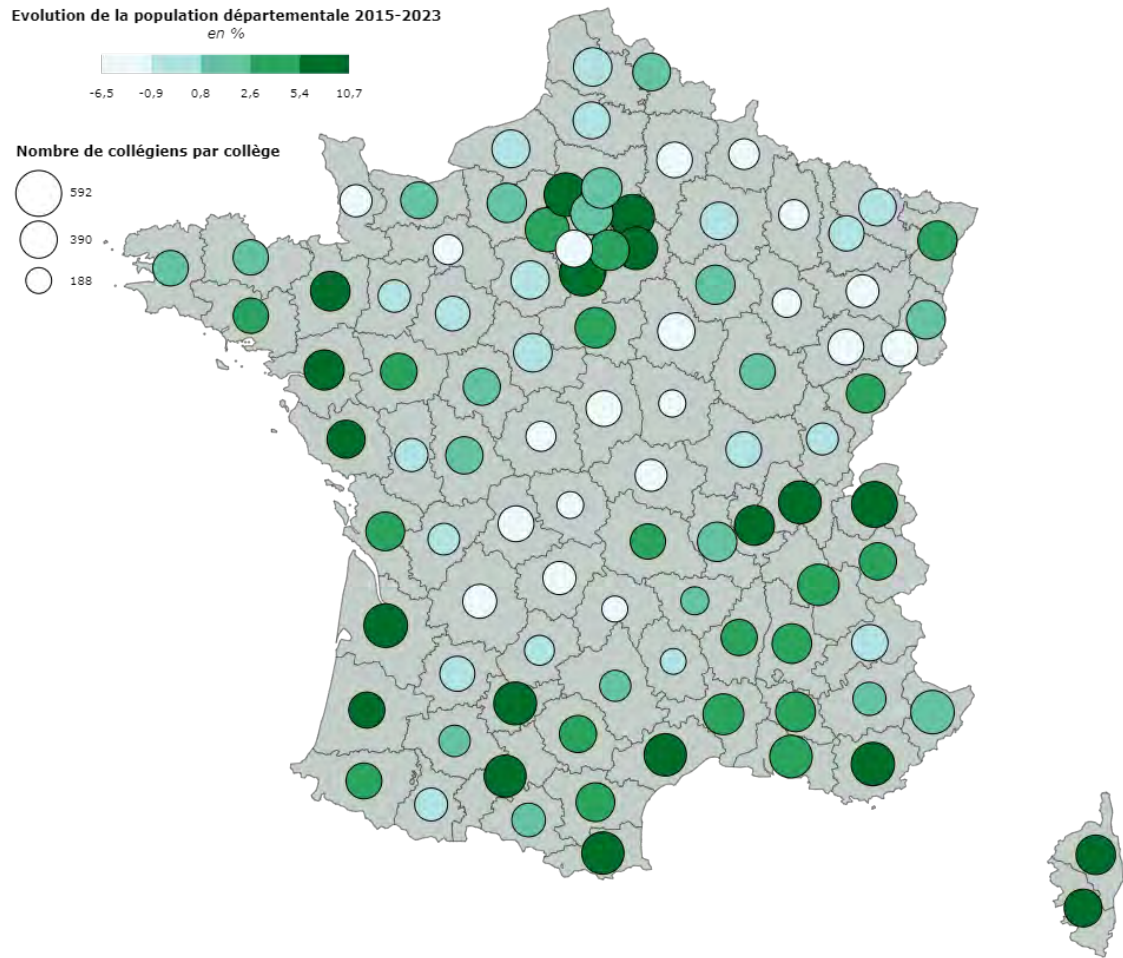 Evolution de la population départementale 2015-2023
en %
-6,5 -0,9 0,8 2,6 5,4 10,7
Nombre de collégiens par collège
592
390
188